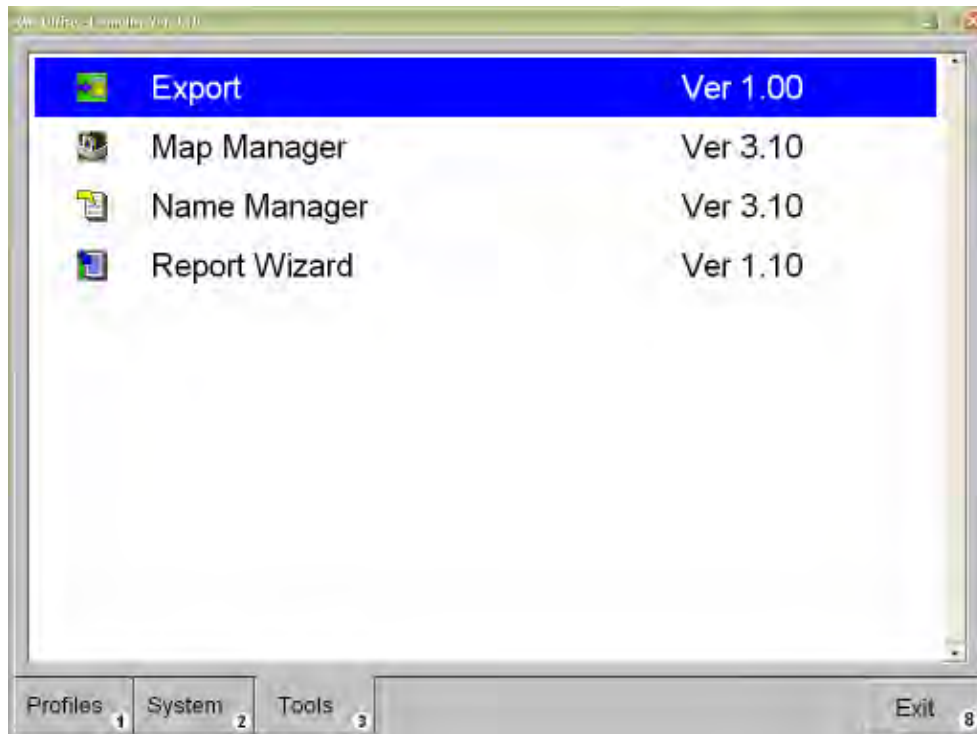 Export Ver 1.00
Map Manager Ver 3.10
Name Manager Ver 3.10
Report Wizard Ver 1.10
Profiles 1 System 2 Tools 3 Exit 8